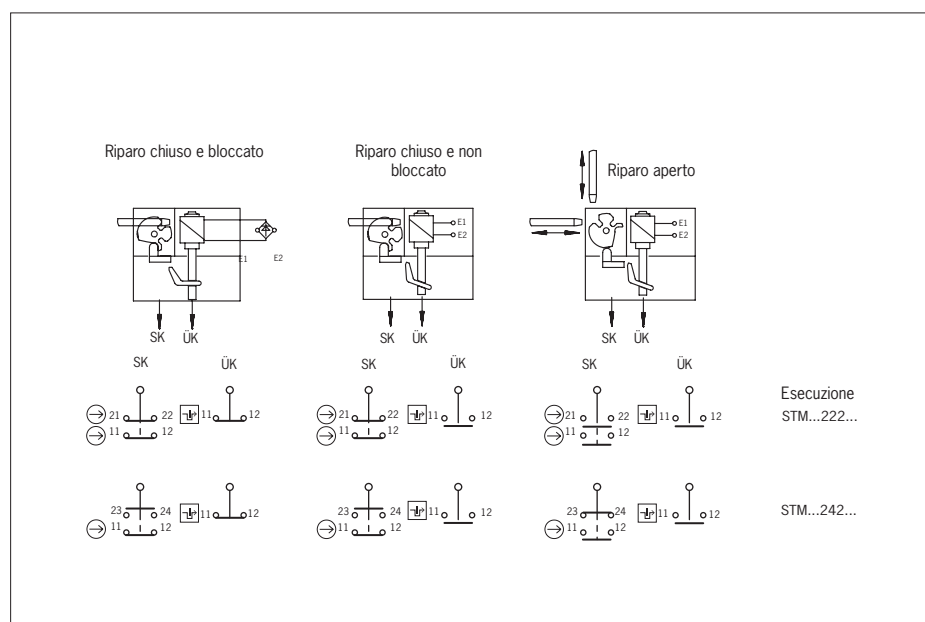 Riparo chiuso e bloccato
Riparo chiuso e non
bloccato
Riparo aperto
E1 E2
E1
E2
E1
E2
SK ÜK
SK ÜK
SK ÜK
SK ÜK
SK ÜK
SK ÜK
Esecuzione
21 22 11 12
11 12
21 22 11 12
11 12
21 22 11 12
11 12
STM...222...
23 24 11 12
11 12
23 24 11 12
11 12
23 24 11 12
11 12
STM...242...